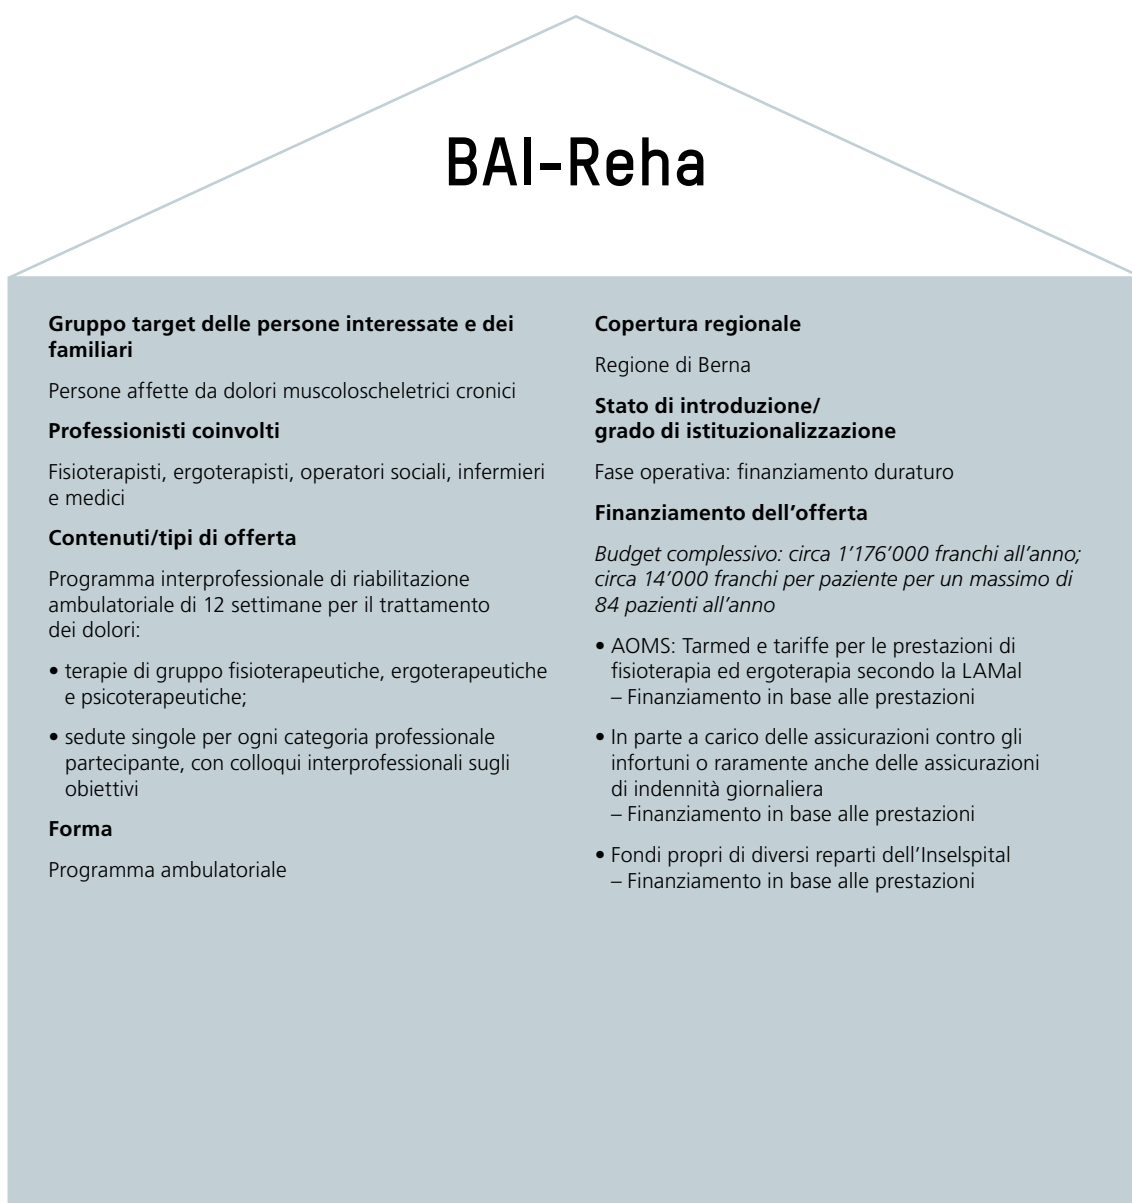 BAI-Reha
Gruppo target delle persone interessate e dei
familiari
Persone affette da dolori muscoloscheletrici cronici
Professionisti coinvolti
Fisioterapisti, ergoterapisti, operatori sociali, infermieri
e medici
Contenuti/tipi di offerta
Programma interprofessionale di riabilitazione
ambulatoriale di 12 settimane per il trattamento
dei dolori:
• terapie di gruppo fisioterapeutiche, ergoterapeutiche
e psicoterapeutiche;
• sedute singole per ogni categoria professionale
partecipante, con colloqui interprofessionali sugli
obiettivi
Forma
Programma ambulatoriale
Copertura regionale
Regione di Berna
Stato di introduzione/
grado di istituzionalizzazione
Fase operativa: finanziamento duraturo
Finanziamento dell’offerta
Budget complessivo: circa 1’176’000 franchi all’anno;
circa 14’000 franchi per paziente per un massimo di
84 pazienti all’anno
• AOMS: Tarmed e tariffe per le prestazioni di
fisioterapia ed ergoterapia secondo la LAMal
– Finanziamento in base alle prestazioni
• In parte a carico delle assicurazioni contro gli
infortuni o raramente anche delle assicurazioni
di indennità giornaliera
– Finanziamento in base alle prestazioni
• Fondi propri di diversi reparti dell’Inselspital
– Finanziamento in base alle prestazioni